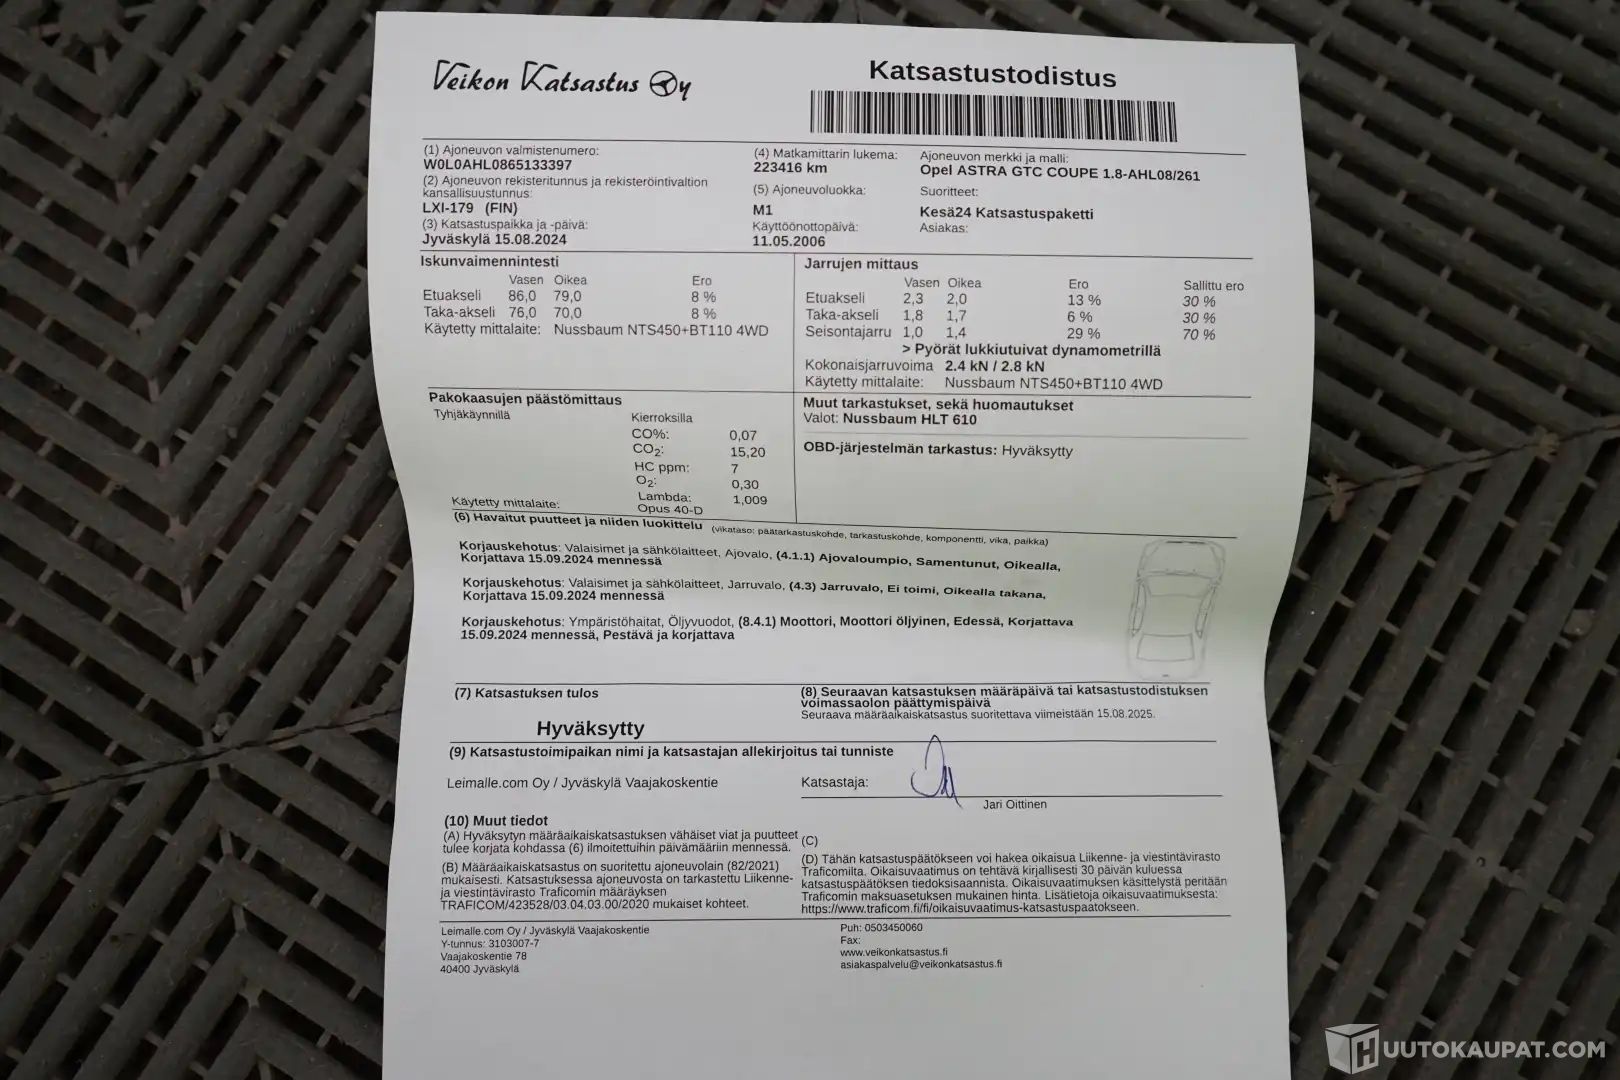 Veikon Katsastus Oy
Katsastustodistus
(1) Ajoneuvon valmistenumero:
W0L0AHL0865133397
(2) Ajoneuvon rekisteritunnus ja rekisteröintivaltion
kansallisuustunnus:
LXI-179 (FIN)
(3) Katsastuspaikka ja -päivä:
Jyväskylä 15.08.2024
(4) Matkamittarin lukema:
223416 km
(5) Ajoneuvoluokka:
M1
Käyttöönottopäivä:
11.05.2006
Ajoneuvon merkki ja malli:
Opel ASTRA GTC COUPE 1.8-AHL08/261
Suoritteet:
Kesä24 Katsastuspaketti
Asiakas:
Iskunvaimennintesti
Vasen Oikea Ero
Etuakseli 86,0 79,0 8 %
Taka-akseli 76,0 70,0 8 %
Käytetty mittalaite: Nussbaum NTS450+BT110 4WD
Jarrujen mittaus
Vasen Oikea Ero Sallittu ero
Etuakseli 2,3 2,0 13 % 30 %
Taka-akseli 1,8 1,7 6 % 30 %
Seisontajarru 1,0 1,4 29 % 70 %
> Pyörät lukkiutuivat dynamometrillä
Kokonaisjarruvoima 2.4 kN / 2.8 kN
Käytetty mittalaite: Nussbaum NTS450+BT110 4WD
Pakokaasujen päästömittaus
Tyhjäkäynnillä Kierroksilla
CO%: 0,07
CO2: 15,20
HC ppm: 7
O2: 0,30
Lambda: 1,009
Käytetty mittalaite: Opus 40-D
Muut tarkastukset, sekä huomautukset
Valot: Nussbaum HLT 610
OBD-järjestelmän tarkastus: Hyväksytty
(6) Havaitut puutteet ja niiden luokittelu (vikataso: päätarkastuskohde, tarkastuskohde, komponentti, vika, paikka)
Korjauskehotus: Valaisimet ja sähkölaitteet, Ajovalo, (4.1.1) Ajovaloumpio, Samentunut, Oikealla,
Korjattava 15.09.2024 mennessä
Korjauskehotus: Valaisimet ja sähkölaitteet, Jarruvalo, (4.3) Jarruvalo, Ei toimi, Oikealla takana,
Korjattava 15.09.2024 mennessä
Korjauskehotus: Ympäristöhaitat, Öljyvuodot, (8.4.1) Moottori, Moottori öljyinen, Edessä, Korjattava
15.09.2024 mennessä, Pestävä ja korjattava
(7) Katsastuksen tulos
Hyväksytty
(8) Seuraavan katsastuksen määräpäivä tai katsastustodistuksen
voimassaolon päättymispäivä
Seuraava määräaikaiskatsastus suoritettava viimeistään 15.08.2025.
(9) Katsastustoimipaikan nimi ja katsastajan allekirjoitus tai tunniste
Leimalle.com Oy / Jyväskylä Vaajakoskentie
Katsastaja:
Jari Oittinen
(10) Muut tiedot
(A) Hyväksytyn määräaikaiskatsastuksen vähäiset viat ja puutteet
tulee korjata kohdassa (6) ilmoitettuihin päivämääriin mennessä.
(B) Määräaikaiskatsastus on suoritettu ajoneuvolain (82/2021)
mukaisesti. Katsastuksessa ajoneuvosta on tarkastettu Liikenne-
ja viestintävirasto Traficomin määräyksen
TRAFICOM/423528/03.04.03.00/2020 mukaiset kohteet.
(C)
(D) Tähän katsastuspäätökseen voi hakea oikaisua Liikenne- ja viestintävirasto
Traficomilta. Oikaisuvaatimus on tehtävä kirjallisesti 30 päivän kuluessa
katsastuspäätöksen tiedoksisaannista. Oikaisuvaatimuksen käsittelystä peritään
Traficomin maksuasetuksen mukainen hinta. Lisätietoja oikaisuvaatimuksesta:
https://www.traficom.fi/fi/oikaisuvaatimus-katsastuspaatokseen.
Leimalle.com Oy / Jyväskylä Vaajakoskentie
Y-tunnus: 3103007-7
Vaajakoskentie 78
40400 Jyväskylä
Puh: 0503450060
Fax:
www.veikonkatsastus.fi
asiakaspalvelu@veikonkatsastus.fi
HUUTOKAUPAT.COM